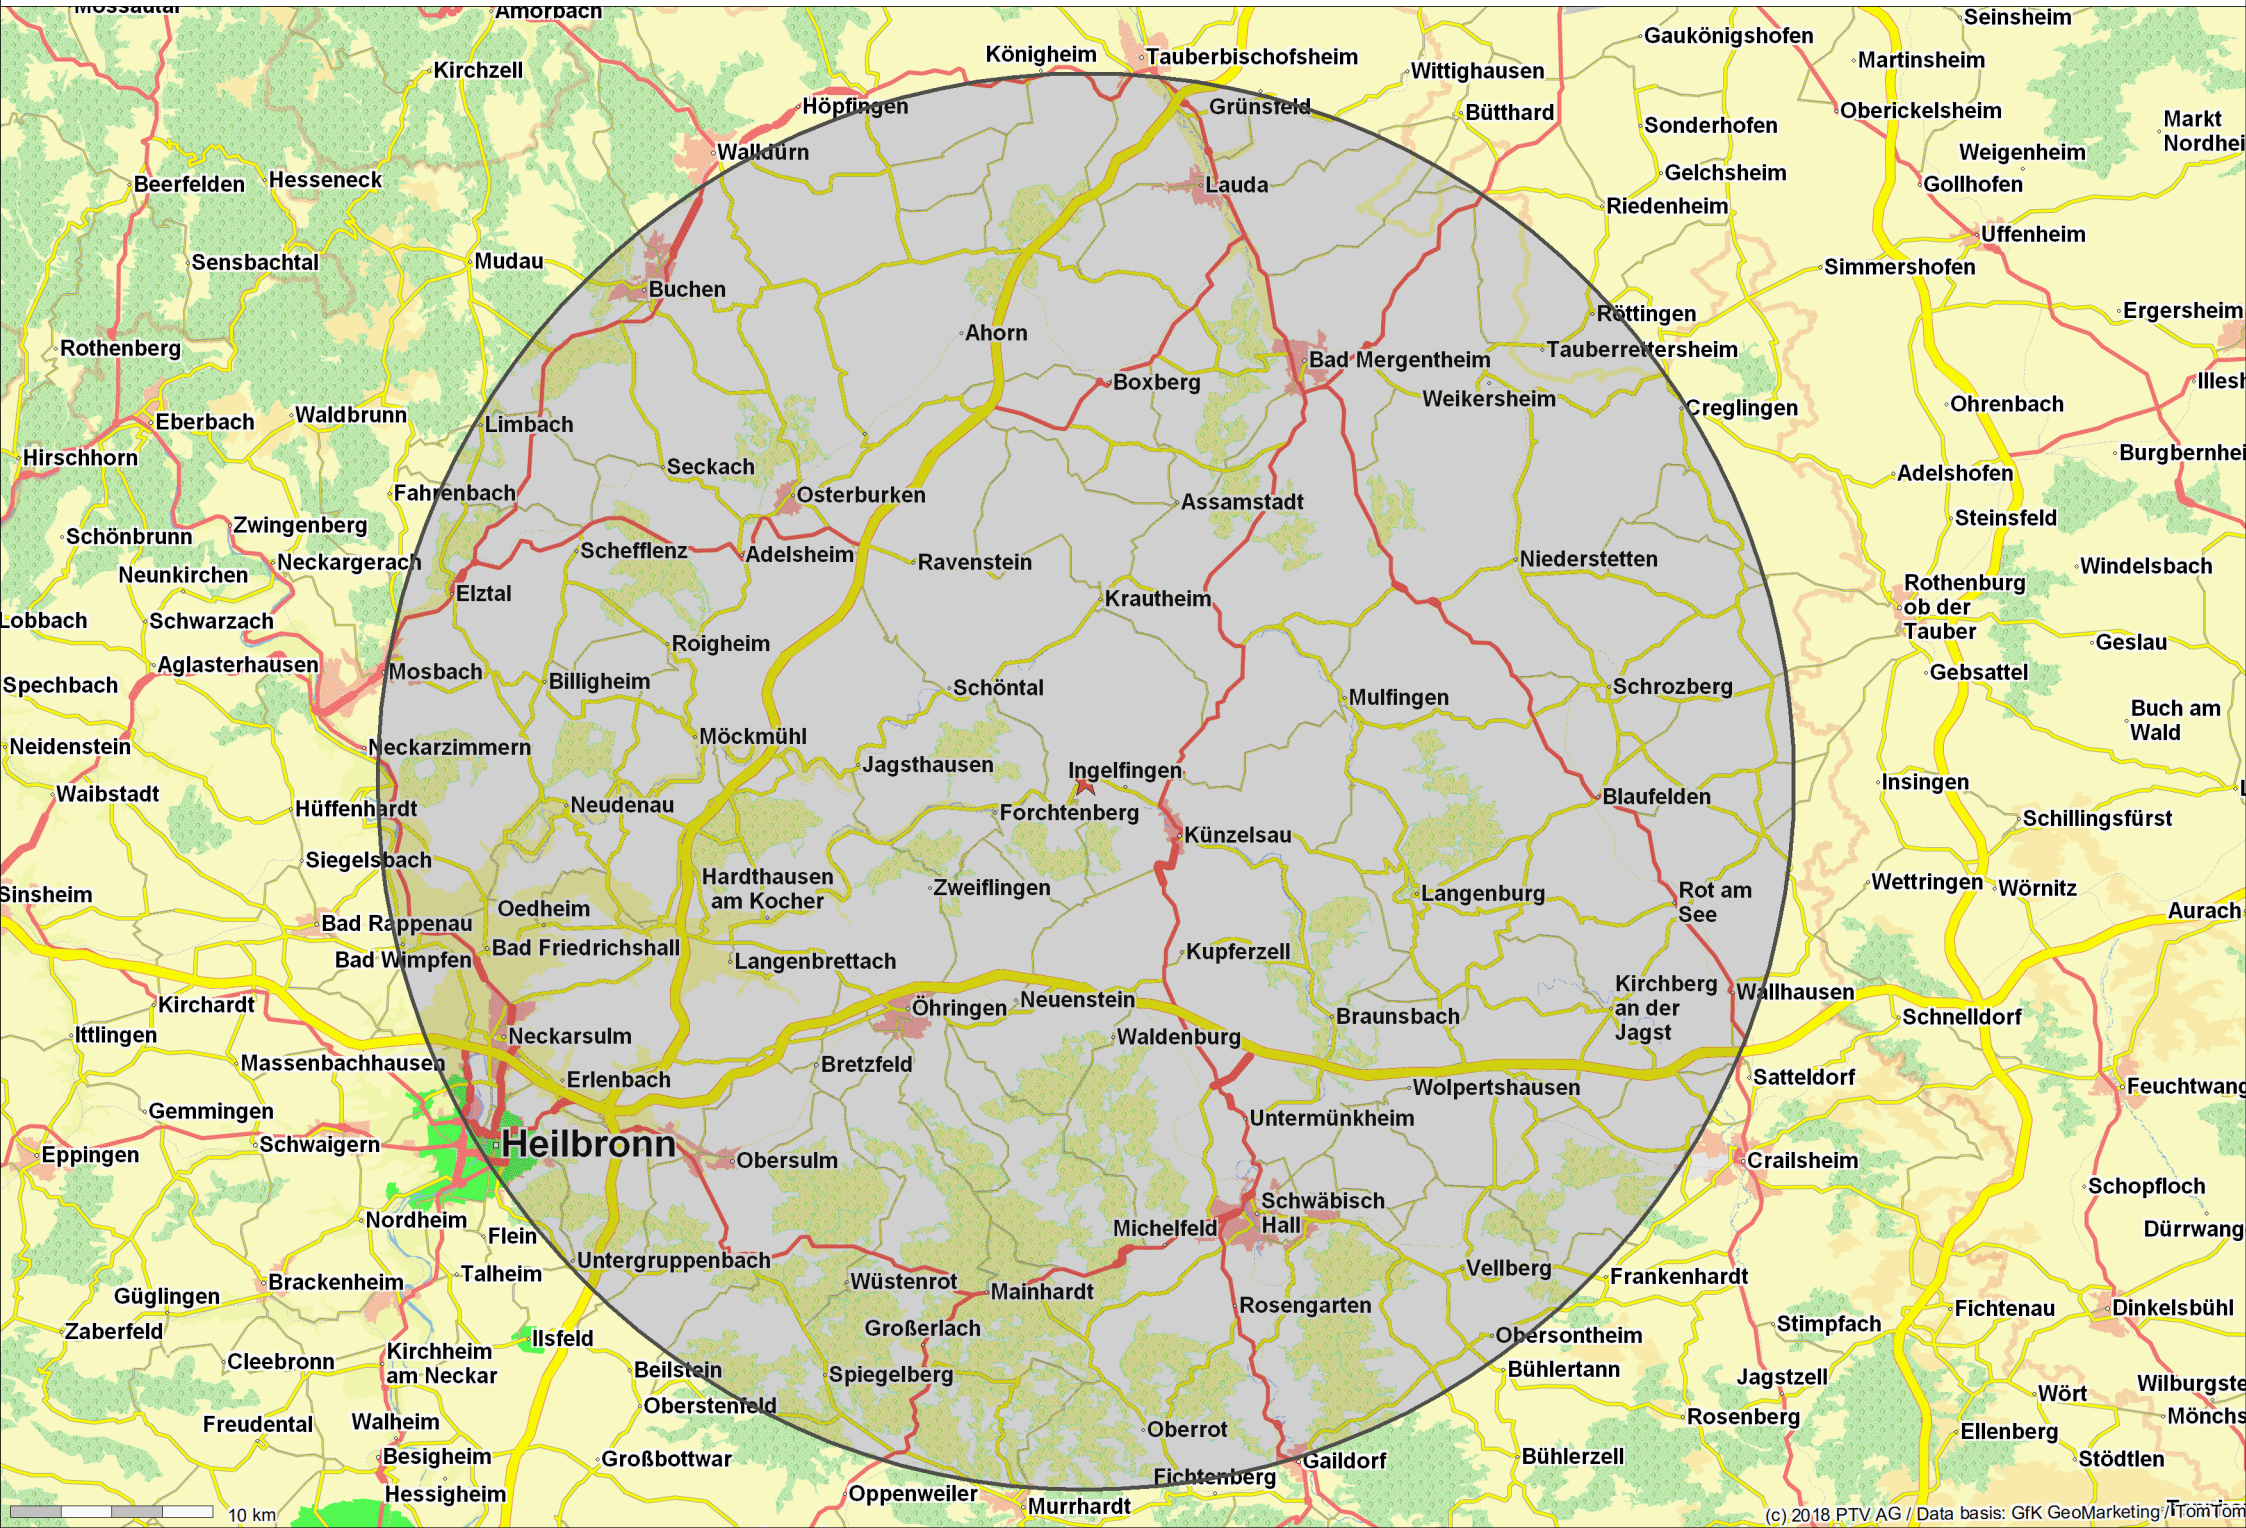 Mossautal
Amorbach
Seinsheim
Gaukönigshofen
Königheim
Tauberbischofsheim
Martinsheim
Kirchzell
Wittighausen
Höpfingen
Grünsfeld
Bütthard
Oberickelsheim
Markt
Nordhei
Sonderhofen
Walldürn
Weigenheim
Gelchsheim
Hesseneck
Beerfelden
Lauda
Gollhofen
Riedenheim
Uffenheim
Sensbachtal
Mudau
Simmershofen
Buchen
Röttingen
Ergersheim
Ahorn
Rothenberg
Tauberrettersheim
Bad Mergentheim
Boxberg
Illesh
Weikersheim
Waldbrunn
Creglingen
Ohrenbach
Eberbach
Limbach
Hirschhorn
Burgbernhei
Seckach
Adelshofen
Fahrenbach
Osterburken
Assamstadt
Zwingenberg
Steinsfeld
Schönbrunn
Schefflenz
Adelsheim
Niederstetten
Neckargerach
Ravenstein
Windelsbach
Neunkirchen
Rothenburg
ob der
Tauber
Elztal
Krautheim
Lobbach
Schwarzach
Roigheim
Geslau
Aglasterhausen
Mosbach
Gebsattel
Billigheim
Spechbach
Schöntal
Schrozberg
Mulfingen
Buch am
Wald
Möckmühl
Neidenstein
Neckarzimmern
Jagsthausen
Ingelfingen
Insingen
Waibstadt
Blaufelden
Neudenau
Hüffenhardt
Forchtenberg
Schillingsfürst
Künzelsau
Siegelsbach
Hardthausen
am Kocher
Zweiflingen
Wettringen
Wörnitz
Langenburg
Rot am
See
Sinsheim
Oedheim
Aurach
Bad Rappenau
Bad Friedrichshall
Kupferzell
Bad Wimpfen
Langenbrettach
Kirchberg
an der
Jagst
Wallhausen
Kirchardt
Öhringen
Neuenstein
Braunsbach
Schnelldorf
Ittlingen
Neckarsulm
Waldenburg
Massenbachhausen
Bretzfeld
Erlenbach
Satteldorf
Wolpertshausen
Feuchtwang
Gemmingen
Untermünkheim
Schwaigern
Heilbronn
Eppingen
Obersulm
Crailsheim
Schopfloch
Schwäbisch
Hall
Nordheim
Michelfeld
Dürrwang
Flein
Untergruppenbach
Vellberg
Talheim
Brackenheim
Wüstenrot
Frankenhardt
Güglingen
Mainhardt
Rosengarten
Fichtenau
Dinkelsbühl
Zaberfeld
Großerlach
Stimpfach
Ilsfeld
Obersontheim
Kirchheim
am Neckar
Cleebronn
Beilstein
Spiegelberg
Bühlertann
Jagstzell
Wilburgste
Wört
Oberstenfeld
Freudental
Walheim
Oberrot
Rosenberg
Mönchs
Ellenberg
Besigheim
Großbottwar
Gaildorf
Bühlerzell
Stödtlen
Fichtenberg
Hessigheim
Oppenweiler
Murrhardt
10 km
(c) 2018 PTV AG / Data basis: GfK GeoMarketing / TomTom